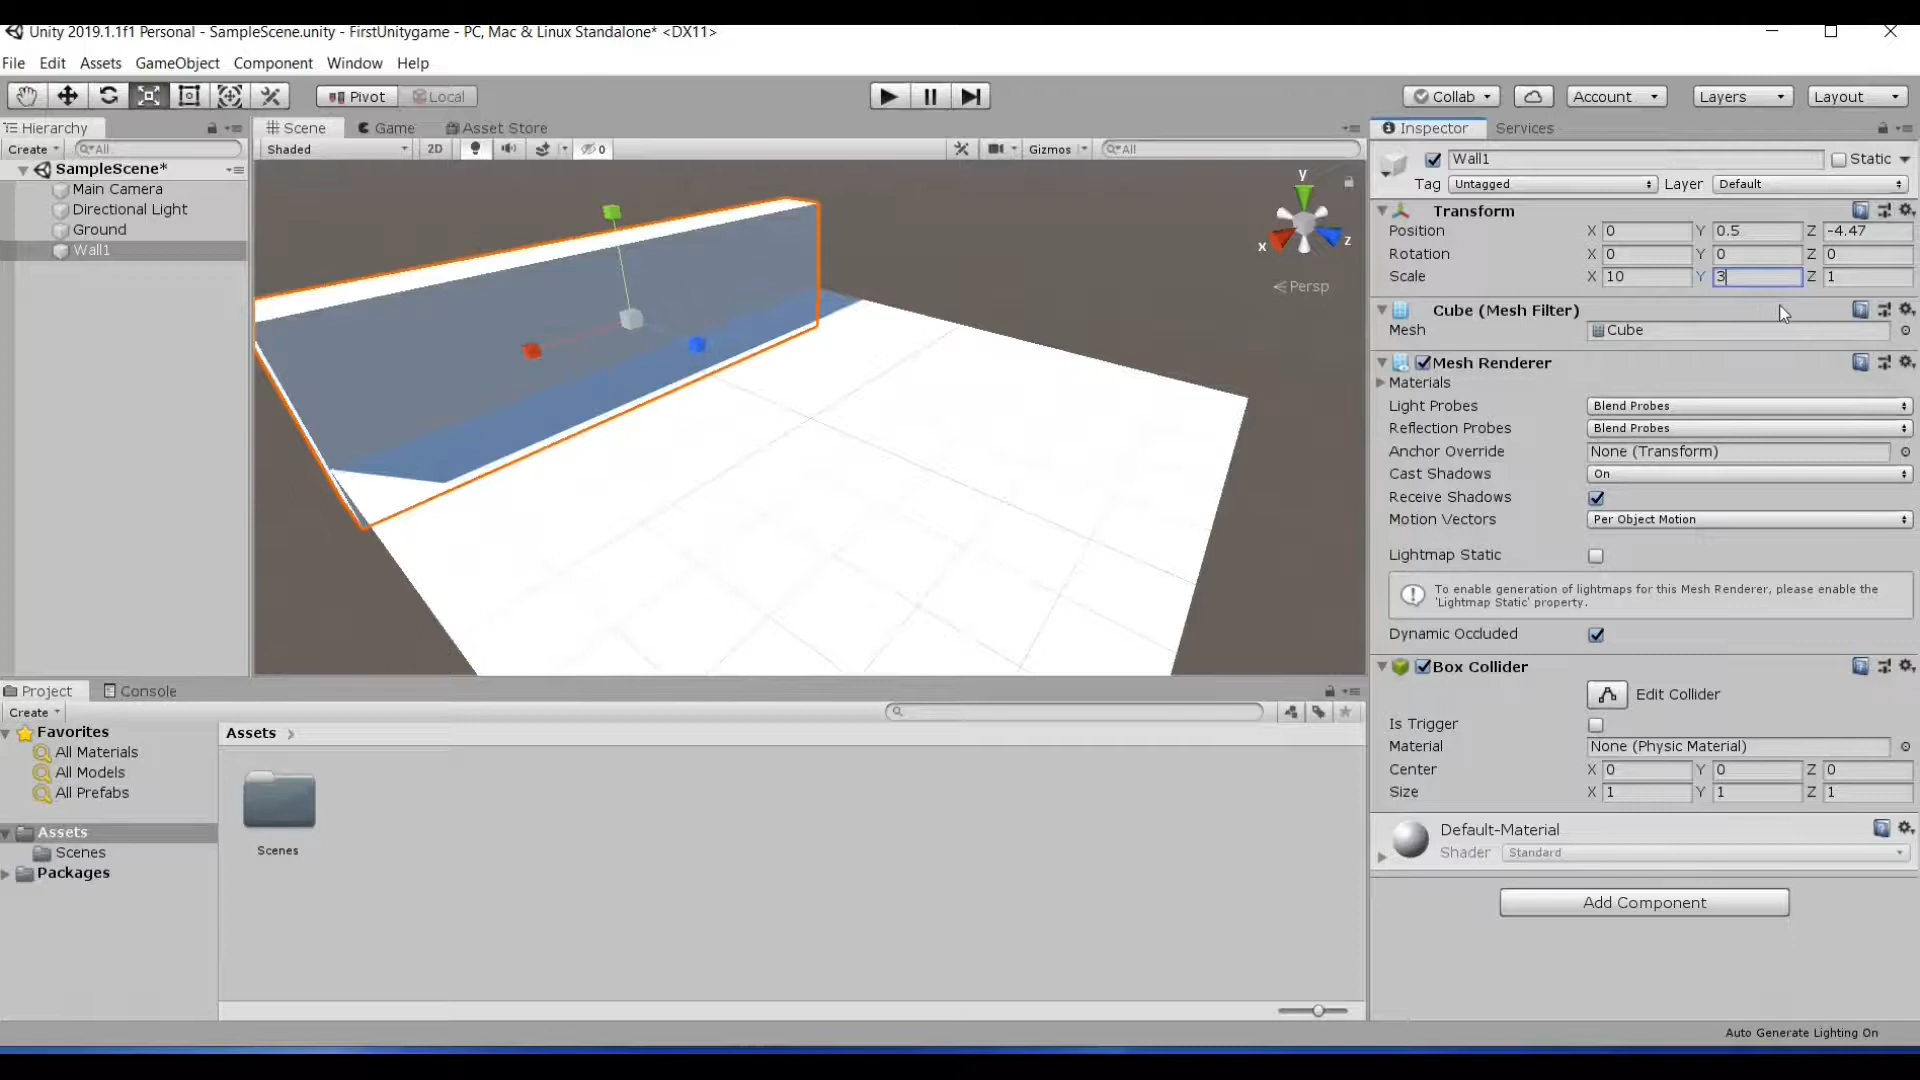 Unity 2019.1.1f1 Personal - SampleScene.unity - FirstUnitygame - PC, Mac & Linux Standalone* <DX11>
File Edit Assets GameObject Component Window Help
Pivot Local Collab Account Layers Layout
Hierarchy
Create All
SampleScene*
Main Camera
Directional Light
Ground
Wall1
Scene Game Asset Store
Shaded 2D 0 Gizmos All
y
x z
Persp
Inspector Services
Wall1 Static
Tag Untagged Layer Default
Transform
Position X 0 Y 0.5 Z -4.47
Rotation X 0 Y 0 Z 0
Scale X 10 Y 3 Z 1
Cube (Mesh Filter)
Mesh Cube
Mesh Renderer
Materials
Light Probes Blend Probes
Reflection Probes Blend Probes
Anchor Override None (Transform)
Cast Shadows On
Receive Shadows
Motion Vectors Per Object Motion
Lightmap Static
To enable generation of lightmaps for this Mesh Renderer, please enable the
'Lightmap Static' property.
Dynamic Occluded
Box Collider
Edit Collider
Is Trigger
Material None (Physic Material)
Center X 0 Y 0 Z 0
Size X 1 Y 1 Z 1
Default-Material
Shader Standard
Add Component
Project Console
Create
Favorites
All Materials
All Models
All Prefabs
Assets
Scenes
Packages
Assets
Scenes
Auto Generate Lighting On